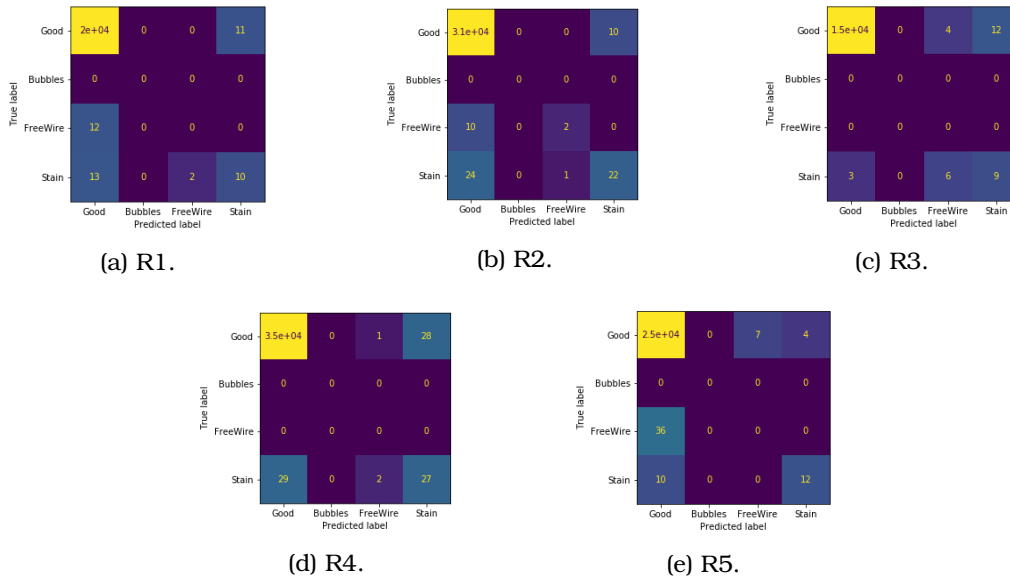 Good 2e+04 0 0 11
Bubbles 0 0 0 0
FreeWire 12 0 0 0
Stain 13 0 2 10
Good Bubbles FreeWire Stain
Predicted label
True label
(a) R1.
Good 3.1e+04 0 0 10
Bubbles 0 0 0 0
FreeWire 10 0 2 0
Stain 24 0 1 22
Good Bubbles FreeWire Stain
Predicted label
True label
(b) R2.
Good 1.5e+04 0 4 12
Bubbles 0 0 0 0
FreeWire 0 0 0 0
Stain 3 0 6 9
Good Bubbles FreeWire Stain
Predicted label
True label
(c) R3.
Good 3.5e+04 0 1 28
Bubbles 0 0 0 0
FreeWire 0 0 0 0
Stain 29 0 2 27
Good Bubbles FreeWire Stain
Predicted label
True label
(d) R4.
Good 2.5e+04 0 7 4
Bubbles 0 0 0 0
FreeWire 36 0 0 0
Stain 10 0 0 12
Good Bubbles FreeWire Stain
Predicted label
True label
(e) R5.